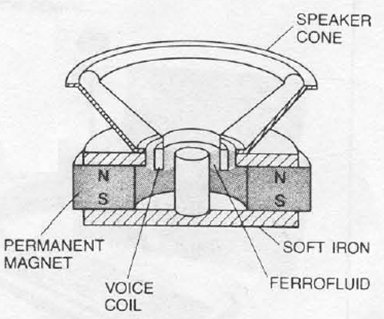 SPEAKER
CONE
N
S
N
S
PERMANENT
MAGNET
VOICE
COIL
SOFT IRON
FERROFLUID